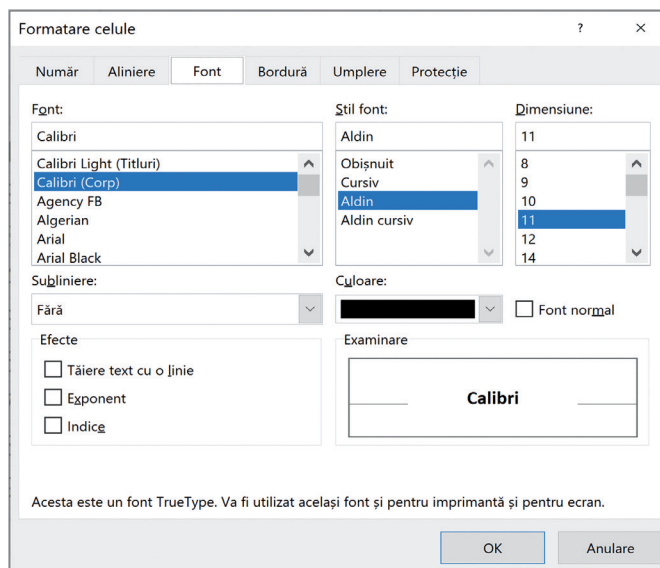 Formatare celule ? ×
Număr Aliniere Font Bordură Umplere Protecție
Font: Stil font: Dimensiune:
Calibri Aldin 11
Calibri Light (Titluri) Obișnuit 8
Calibri (Corp) Cursiv 9
Agency FB Aldin 10
Algerian Aldin cursiv 11
Arial 12
Arial Black 14
Subliniere: Culoare:
Fără Font normal
Efecte Examinare
Tăiere text cu o linie
Exponent Calibri
Indice
Acesta este un font TrueType. Va fi utilizat același font și pentru imprimantă și pentru ecran.
OK Anulare